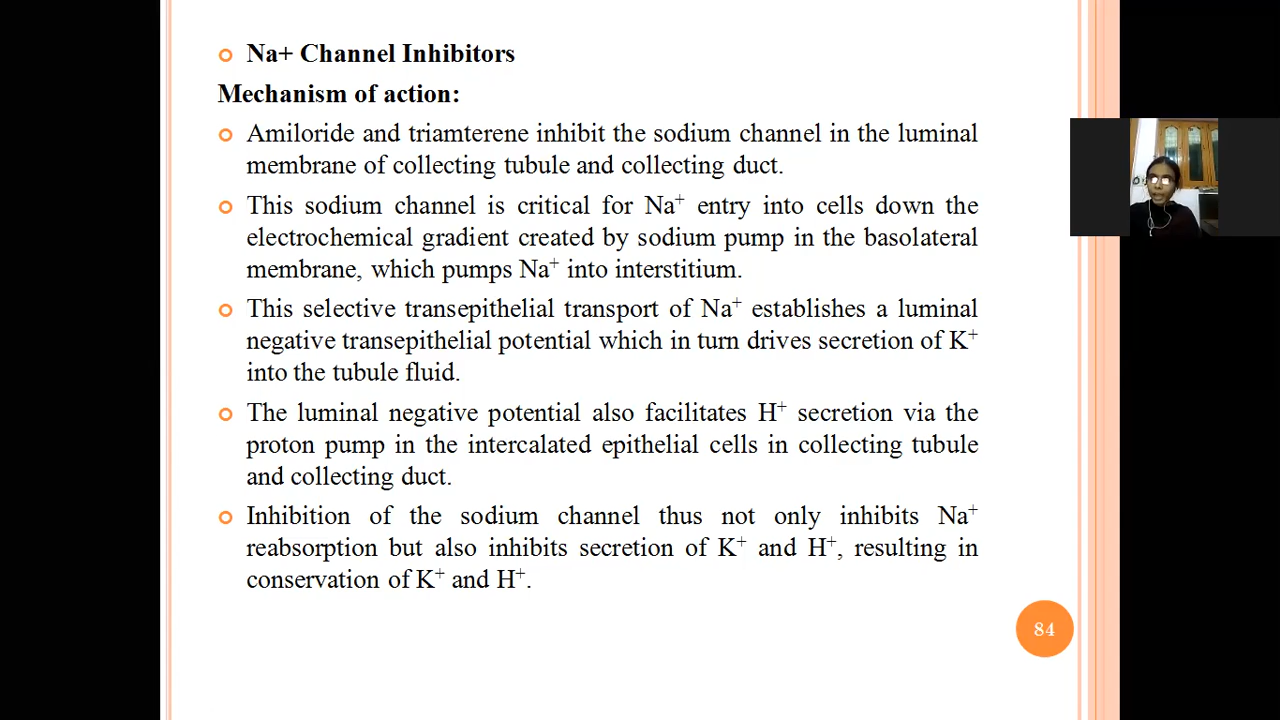 Na+ Channel Inhibitors
Mechanism of action:
Amiloride and triamterene inhibit the sodium channel in the luminal
membrane of collecting tubule and collecting duct.
This sodium channel is critical for Na⁺ entry into cells down the
electrochemical gradient created by sodium pump in the basolateral
membrane, which pumps Na⁺ into interstitium.
This selective transepithelial transport of Na⁺ establishes a luminal
negative transepithelial potential which in turn drives secretion of K⁺
into the tubule fluid.
The luminal negative potential also facilitates H⁺ secretion via the
proton pump in the intercalated epithelial cells in collecting tubule
and collecting duct.
Inhibition of the sodium channel thus not only inhibits Na⁺
reabsorption but also inhibits secretion of K⁺ and H⁺, resulting in
conservation of K⁺ and H⁺.
84